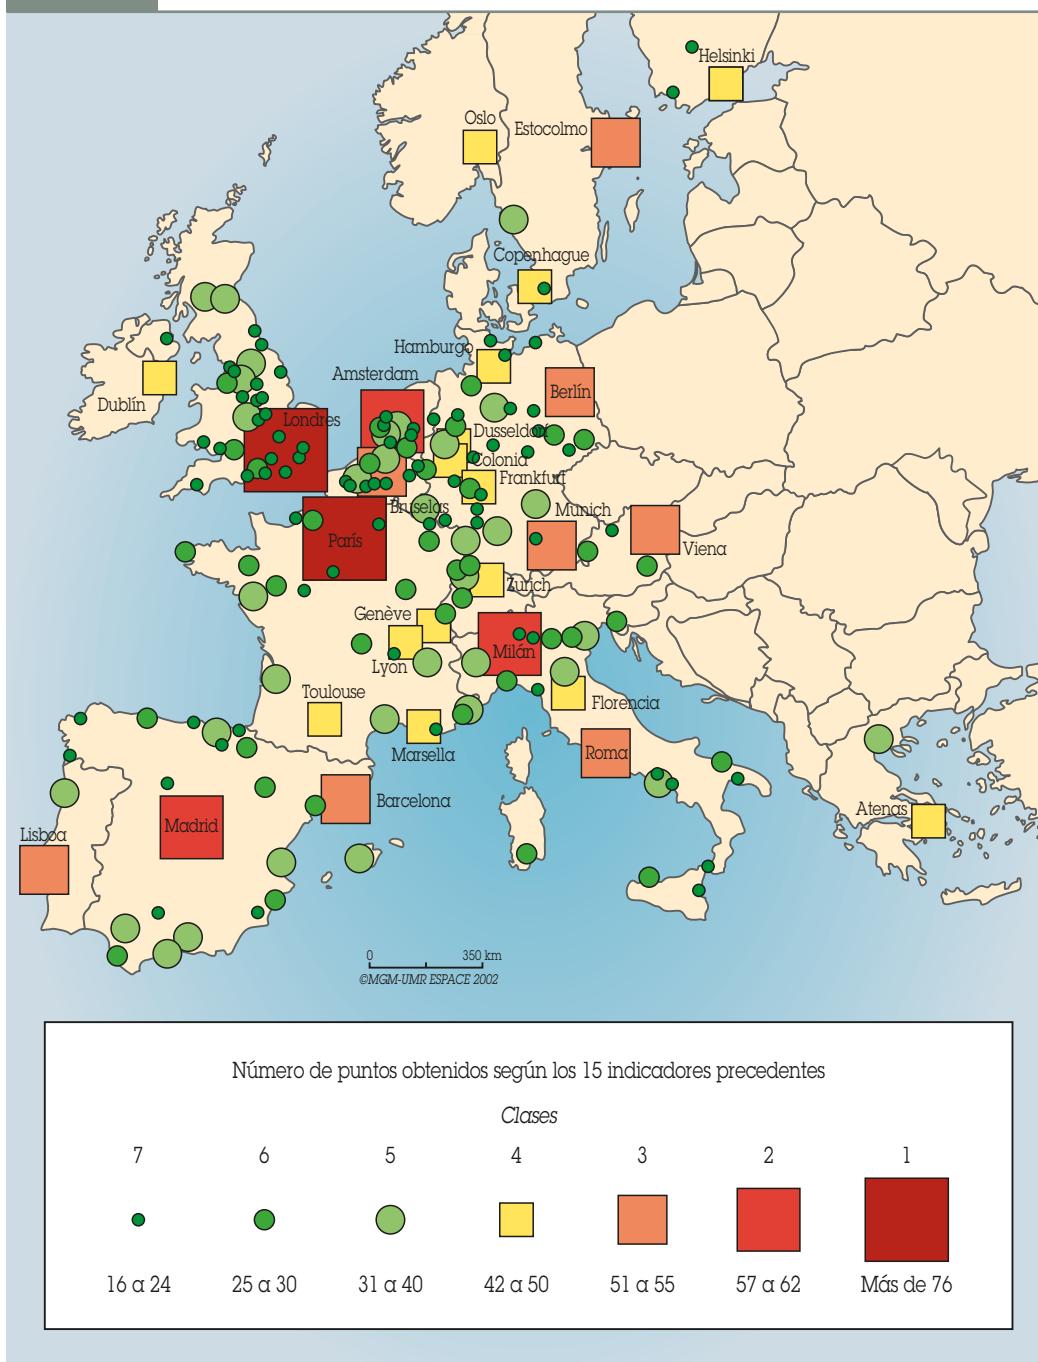 Helsinki
Oslo
Estocolmo
Copenhague
Hamburgo
Amsterdam
Berlín
Dublín
Londres
Dusseldorf
Colonia
Frankfurt
Bruselas
Munich
París
Viena
Zurich
Genève
Lyon
Milán
Toulouse
Florencia
Marsella
Roma
Barcelona
Madrid
Atenas
Lisboa
0 350 km
©MGM-UMR ESPACE 2002
Número de puntos obtenidos según los 15 indicadores precedentes
Clases
7 6 5 4 3 2 1
16 a 24 25 a 30 31 a 40 42 a 50 51 a 55 57 a 62 Más de 76